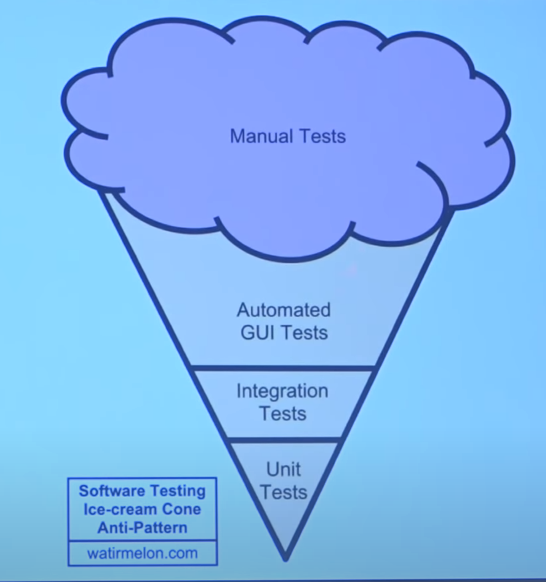 Manual Tests
Automated
GUI Tests
Integration
Tests
Unit
Tests
Software Testing
Ice-cream Cone
Anti-Pattern
watirmelon.com